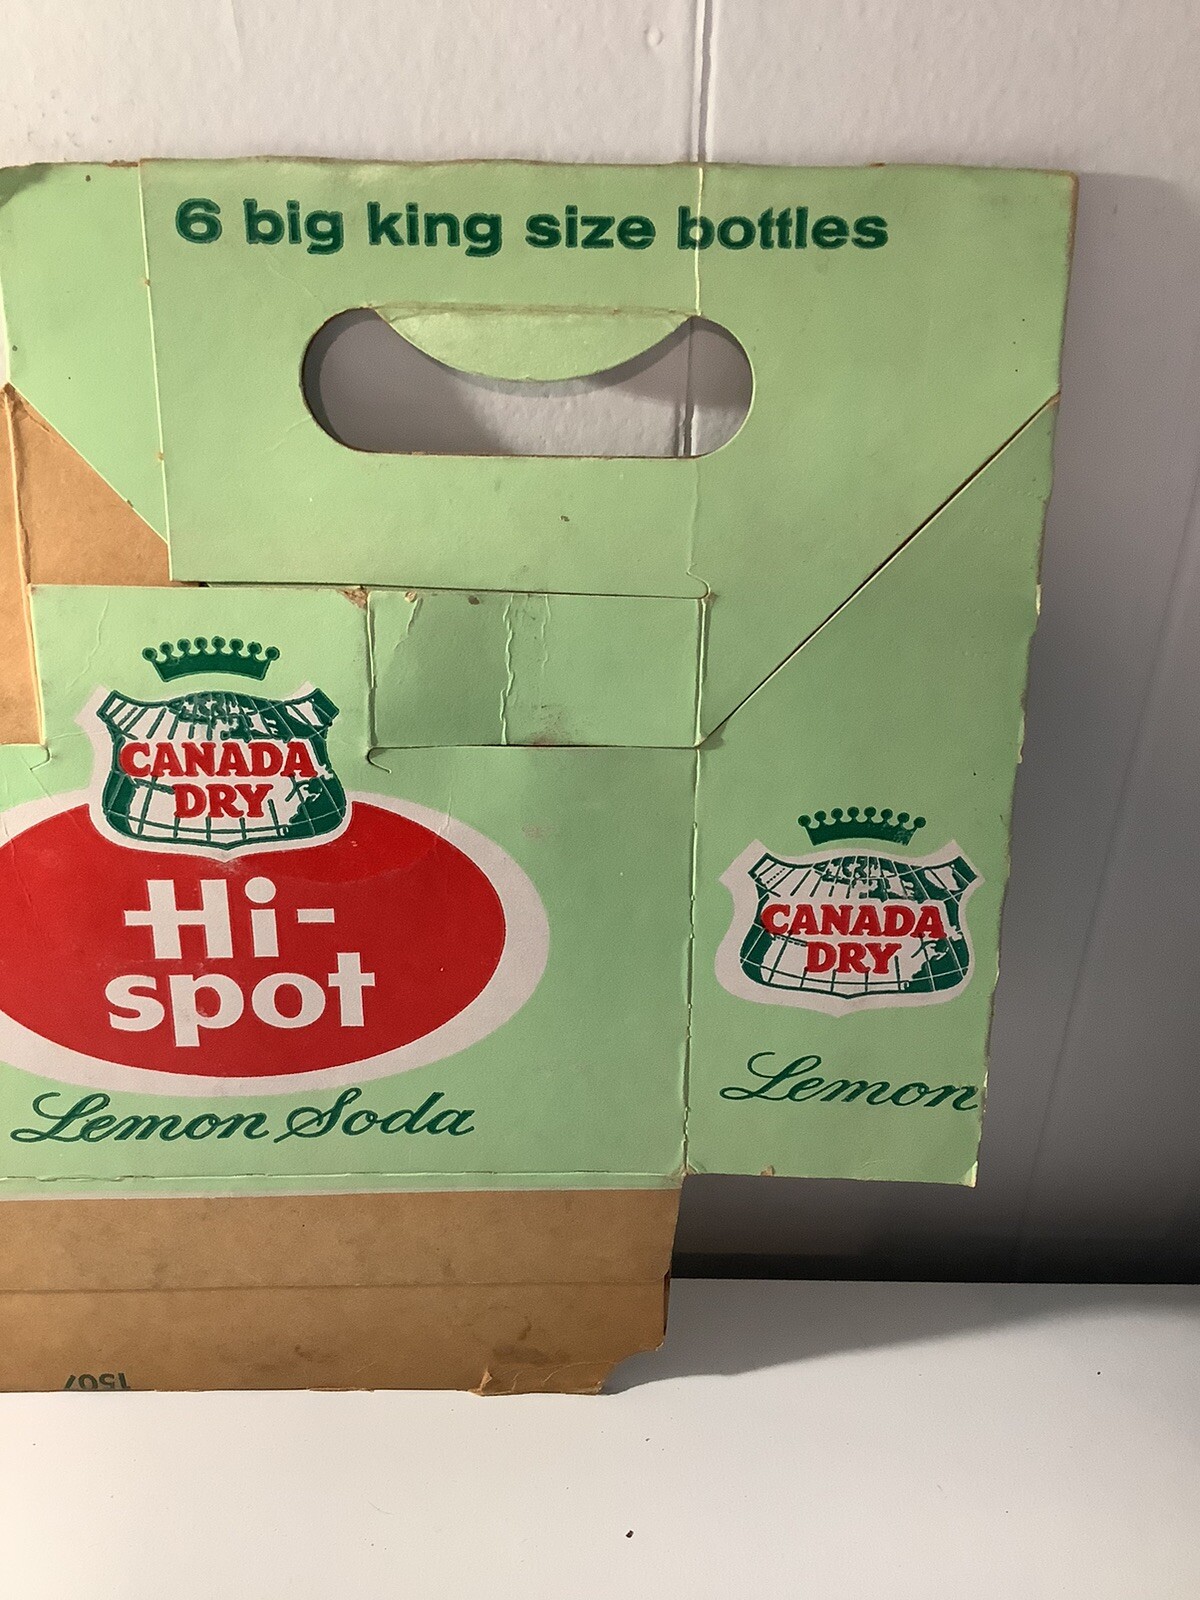 6 big king size bottles
CANADA
DRY
Hi-
spot
Lemon Soda
CANADA
DRY
Lemon
1507